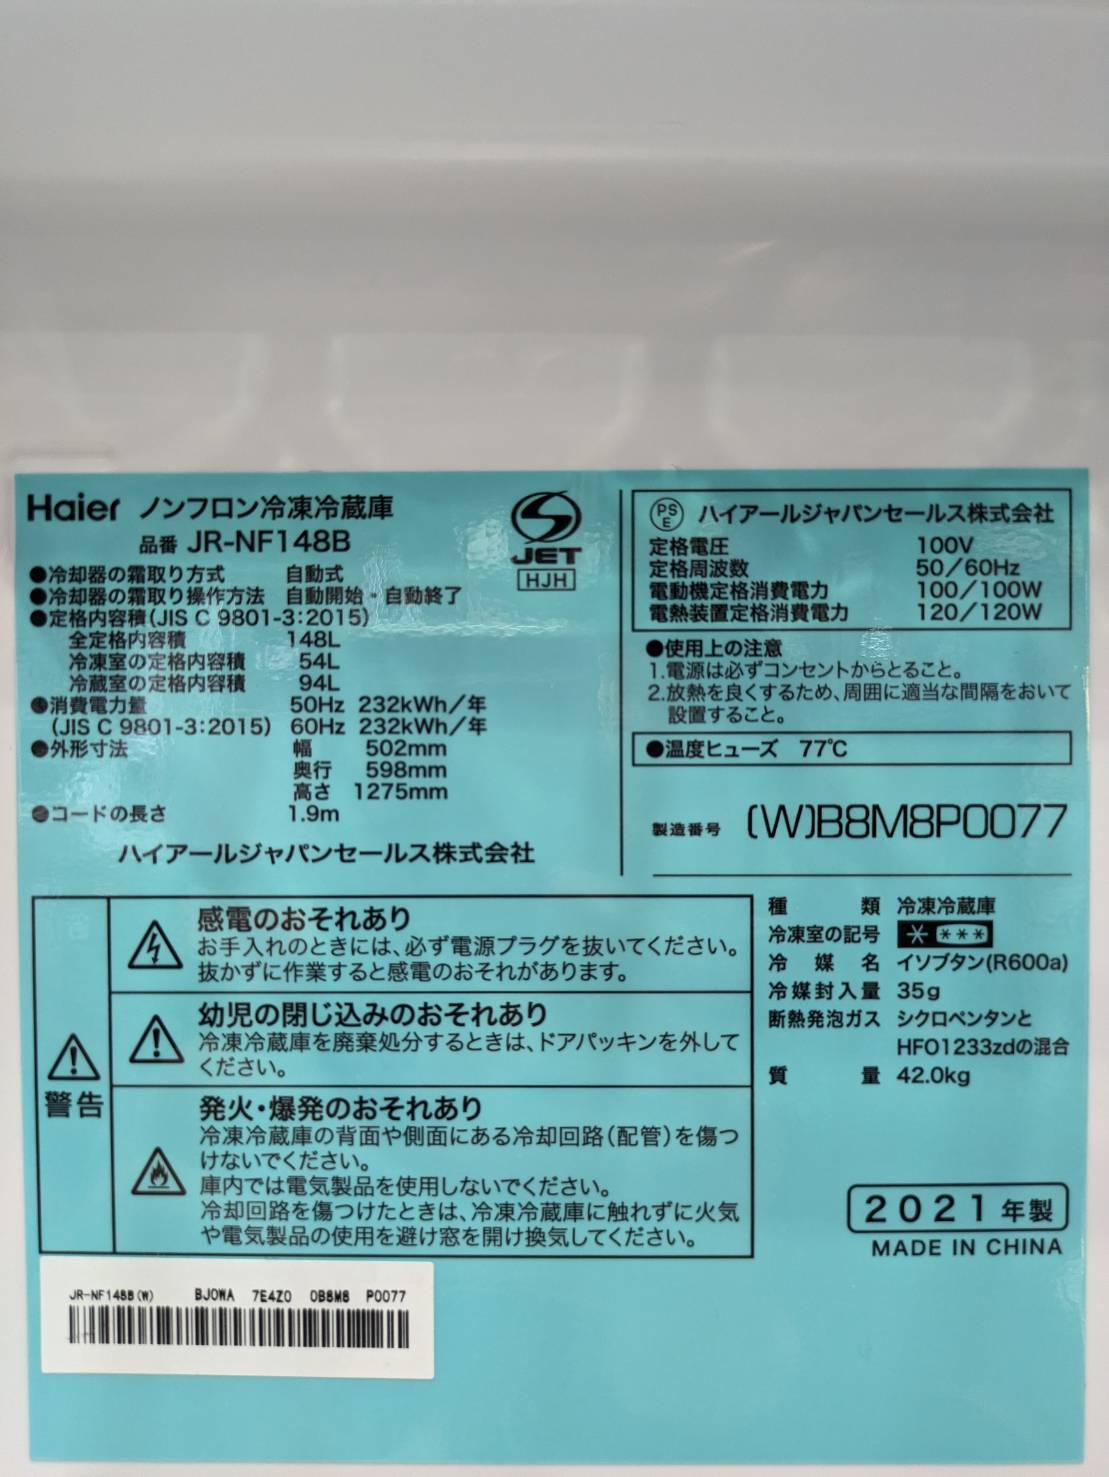 Haier ノンフロン冷凍冷蔵庫
品番 JR-NF148B
●冷却器の霜取り方式 自動式
●冷却器の霜取り操作方法 自動開始・自動終了
●定格内容積(JIS C 9801-3:2015)
全定格内容積 148L
冷凍室の定格内容積 54L
冷蔵室の定格内容積 94L
●消費電力量 50Hz 232kWh/年
(JIS C 9801-3:2015) 60Hz 232kWh/年
●外形寸法 幅 502mm
奥行 598mm
高さ 1275mm
●コードの長さ 1.9m
ハイアールジャパンセールス株式会社
JET
HJH
PS
E
ハイアールジャパンセールス株式会社
定格電圧 100V
定格周波数 50/60Hz
電動機定格消費電力 100/100W
電熱装置定格消費電力 120/120W
●使用上の注意
1.電源は必ずコンセントからとること。
2.放熱を良くするため、周囲に適当な間隔をおいて
設置すること。
●温度ヒューズ 77℃
製造番号 (W)B8M8P0077
警告
感電のおそれあり
お手入れのときには、必ず電源プラグを抜いてください。
抜かずに作業すると感電のおそれがあります。
幼児の閉じ込みのおそれあり
冷凍冷蔵庫を廃棄処分するときは、ドアパッキンを外して
ください。
発火・爆発のおそれあり
冷凍冷蔵庫の背面や側面にある冷却回路(配管)を傷つ
けないでください。
庫内では電気製品を使用しないでください。
冷却回路を傷つけたときは、冷凍冷蔵庫に触れずに火気
や電気製品の使用を避け窓を開け換気してください。
種類 冷凍冷蔵庫
冷凍室の記号 * ***
冷媒名 イソブタン(R600a)
冷媒封入量 35g
断熱発泡ガス シクロペンタンと
HFO1233zdの混合
質量 42.0kg
2021年製
MADE IN CHINA
JR-NF148B(W) BJ0WA 7E4Z0 0B8M8 P0077